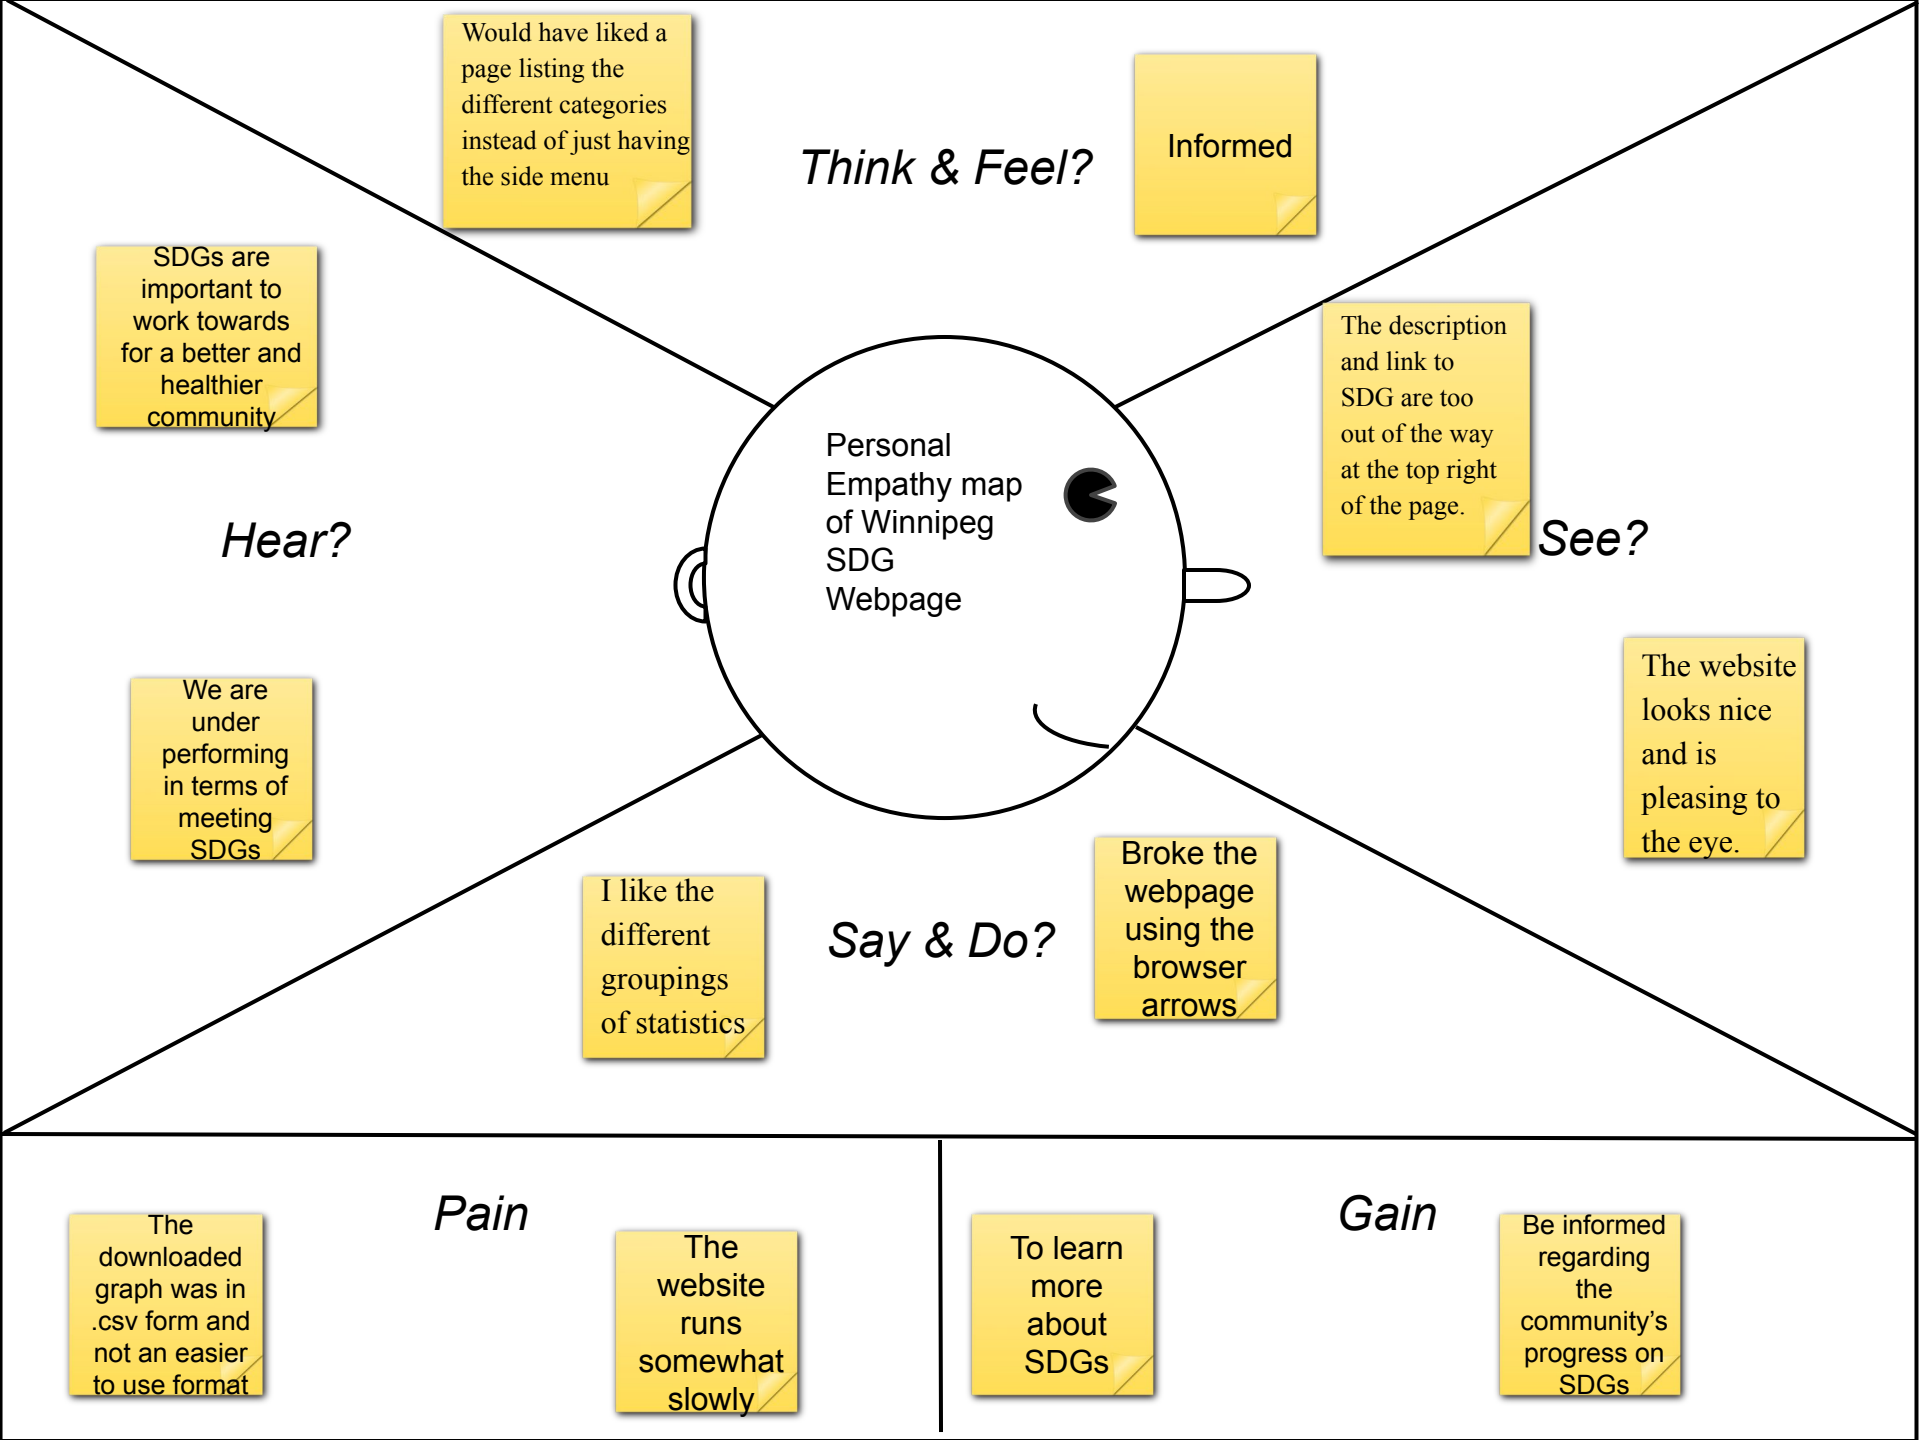 Would have liked a
page listing the
different categories
instead of just having
the side menu
Think & Feel?
Informed
SDGs are
important to
work towards
for a better and
healthier
community
Hear?
We are
under
performing
in terms of
meeting
SDGs
Personal
Empathy map
of Winnipeg
SDG
Webpage
The description
and link to
SDG are too
out of the way
at the top right
of the page.
See?
The website
looks nice
and is
pleasing to
the eye.
I like the
different
groupings
of statistics
Say & Do?
Broke the
webpage
using the
browser
arrows
Pain
The
downloaded
graph was in
.csv form and
not an easier
to use format
The
website
runs
somewhat
slowly
Gain
To learn
more
about
SDGs
Be informed
regarding
the
community’s
progress on
SDGs